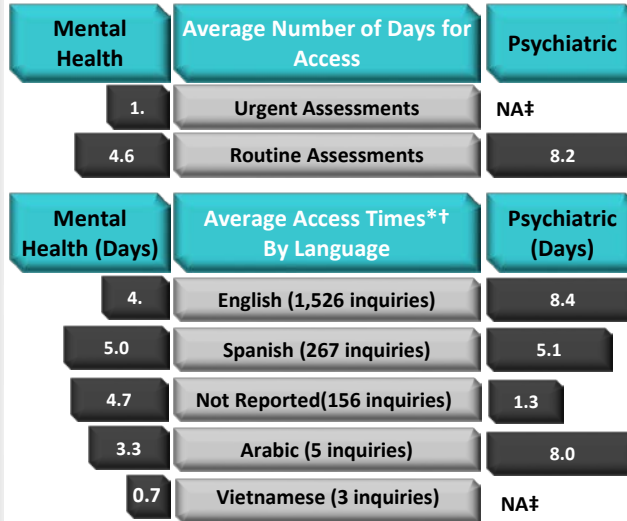 Mental Health
Average Number of Days for Access
Psychiatric
1.
Urgent Assessments
NA‡
4.6
Routine Assessments
8.2
Mental Health (Days)
Average Access Times*† By Language
Psychiatric (Days)
4.
English (1,526 inquiries)
8.4
5.0
Spanish (267 inquiries)
5.1
4.7
Not Reported(156 inquiries)
1.3
3.3
Arabic (5 inquiries)
8.0
0.7
Vietnamese (3 inquiries)
NA‡